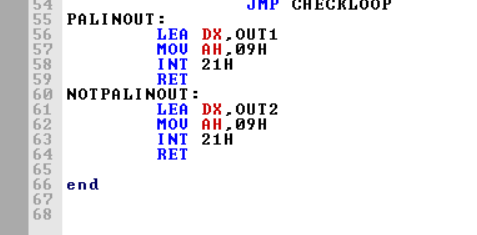 54 JMP CHECKLOOP
55 PALINOUT:
56 LEA DX,OUT1
57 MOV AH,09H
58 INT 21H
59 RET
60 NOTPALINOUT:
61 LEA DX,OUT2
62 MOV AH,09H
63 INT 21H
64 RET
65
66 end
67
68